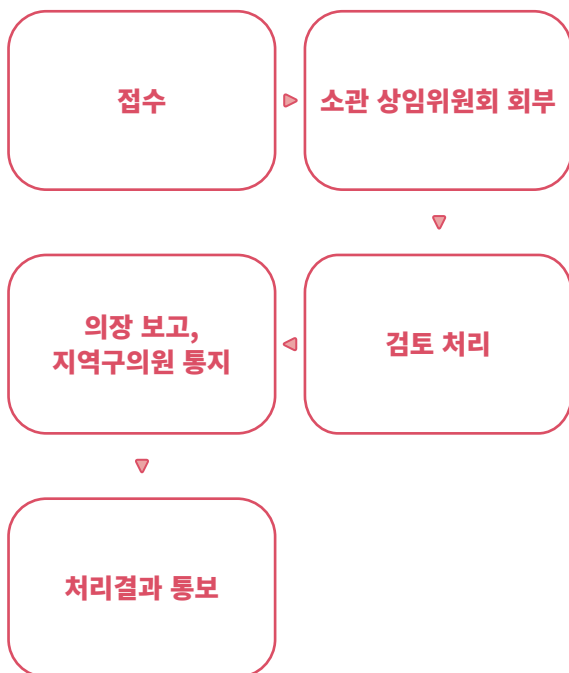 접수
소관 상임위원회 회부
검토 처리
의장 보고,
지역구의원 통지
처리결과 통보